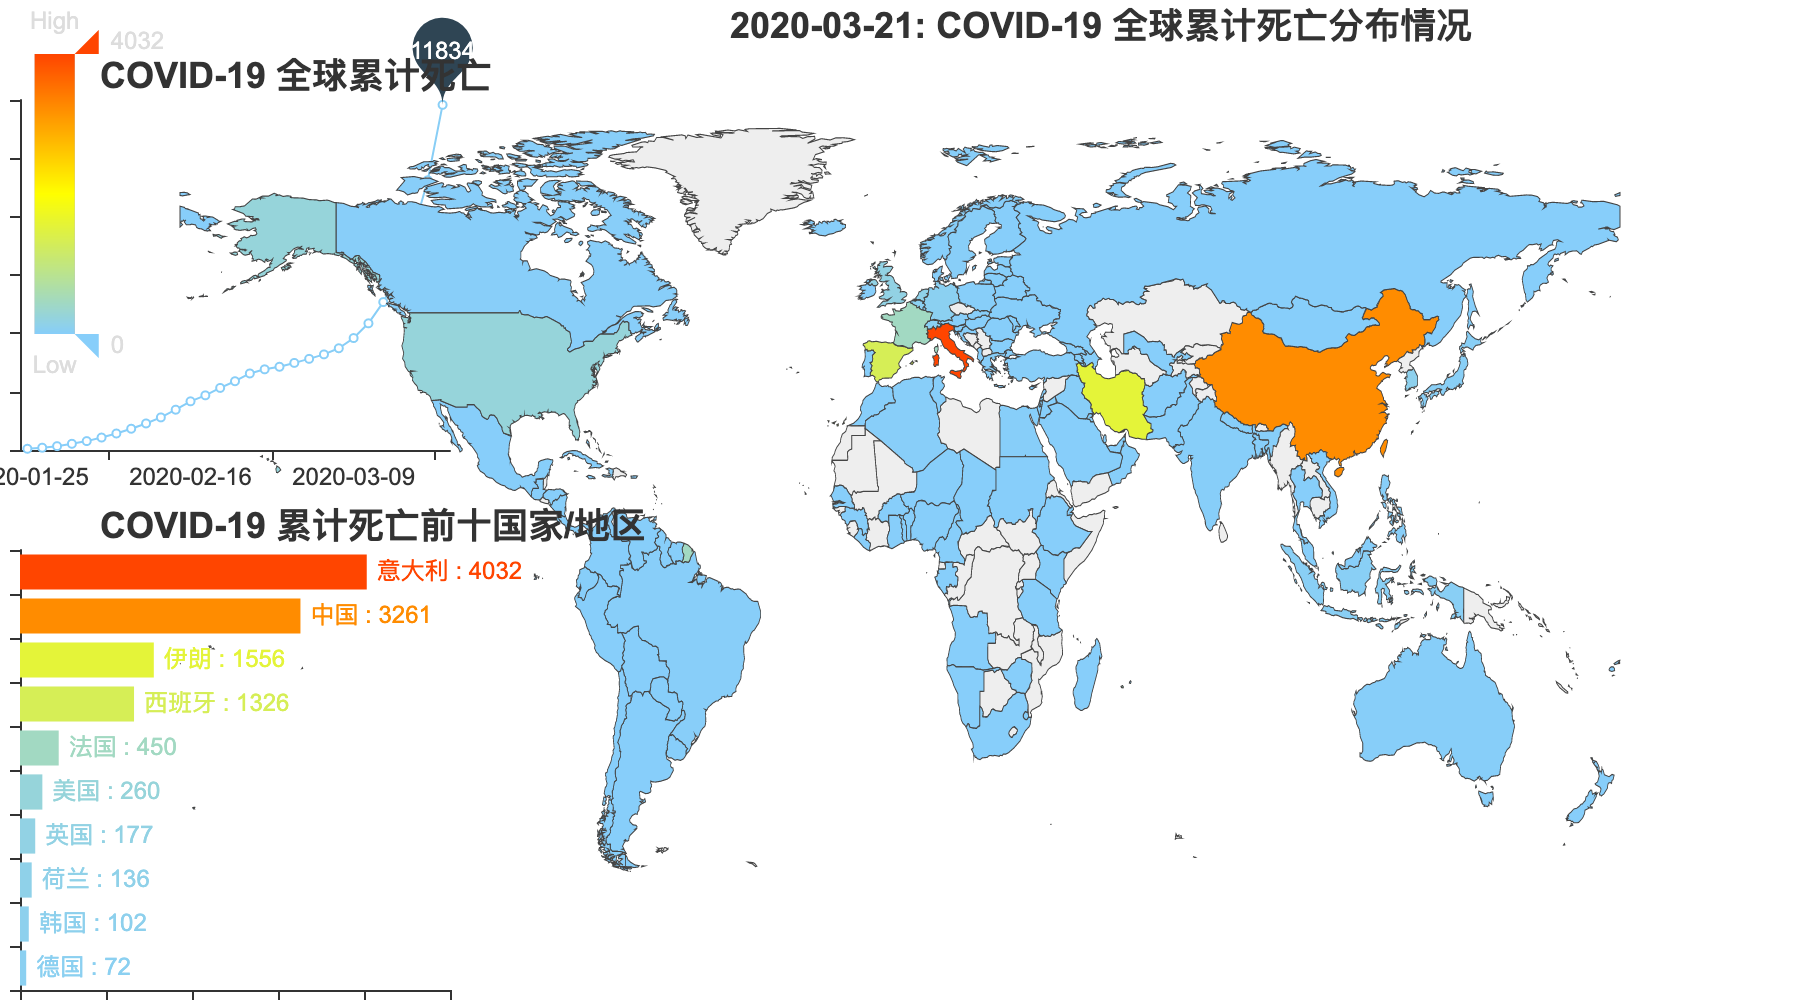 High
4032
0
Low
2020-03-21: COVID-19 全球累计死亡分布情况
11834
COVID-19 全球累计死亡
20-01-25
2020-02-16
2020-03-09
COVID-19 累计死亡前十国家/地区
意大利 : 4032
中国 : 3261
伊朗 : 1556
西班牙 : 1326
法国 : 450
美国 : 260
英国 : 177
荷兰 : 136
韩国 : 102
德国 : 72